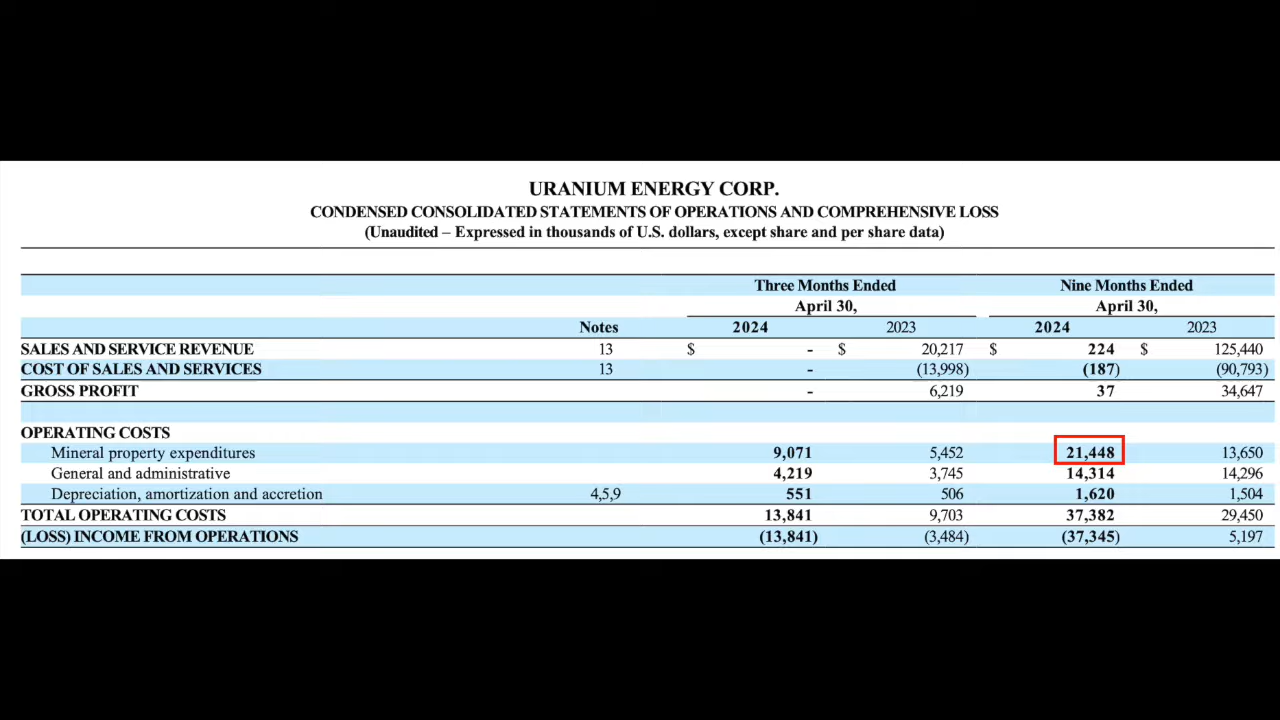 URANIUM ENERGY CORP.
CONDENSED CONSOLIDATED STATEMENTS OF OPERATIONS AND COMPREHENSIVE LOSS
(Unaudited – Expressed in thousands of U.S. dollars, except share and per share data)
Three Months Ended Nine Months Ended
April 30, April 30,
Notes 2024 2023 2024 2023
SALES AND SERVICE REVENUE 13 $ - $ 20,217 $ 224 $ 125,440
COST OF SALES AND SERVICES 13 - (13,998) (187) (90,793)
GROSS PROFIT - 6,219 37 34,647
OPERATING COSTS
Mineral property expenditures 9,071 5,452 21,448 13,650
General and administrative 4,219 3,745 14,314 14,296
Depreciation, amortization and accretion 4,5,9 551 506 1,620 1,504
TOTAL OPERATING COSTS 13,841 9,703 37,382 29,450
(LOSS) INCOME FROM OPERATIONS (13,841) (3,484) (37,345) 5,197